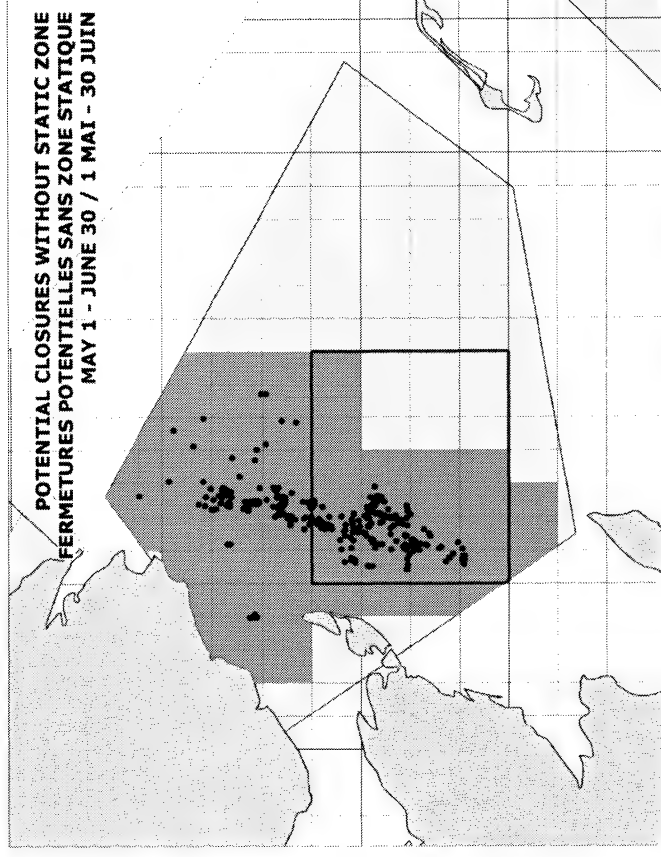 POTENTIAL CLOSURES WITHOUT STATIC ZONE
FERMETURES POTENTIELLES SANS ZONE STATIQUE
MAY 1 - JUNE 30 / 1 MAI - 30 JUIN